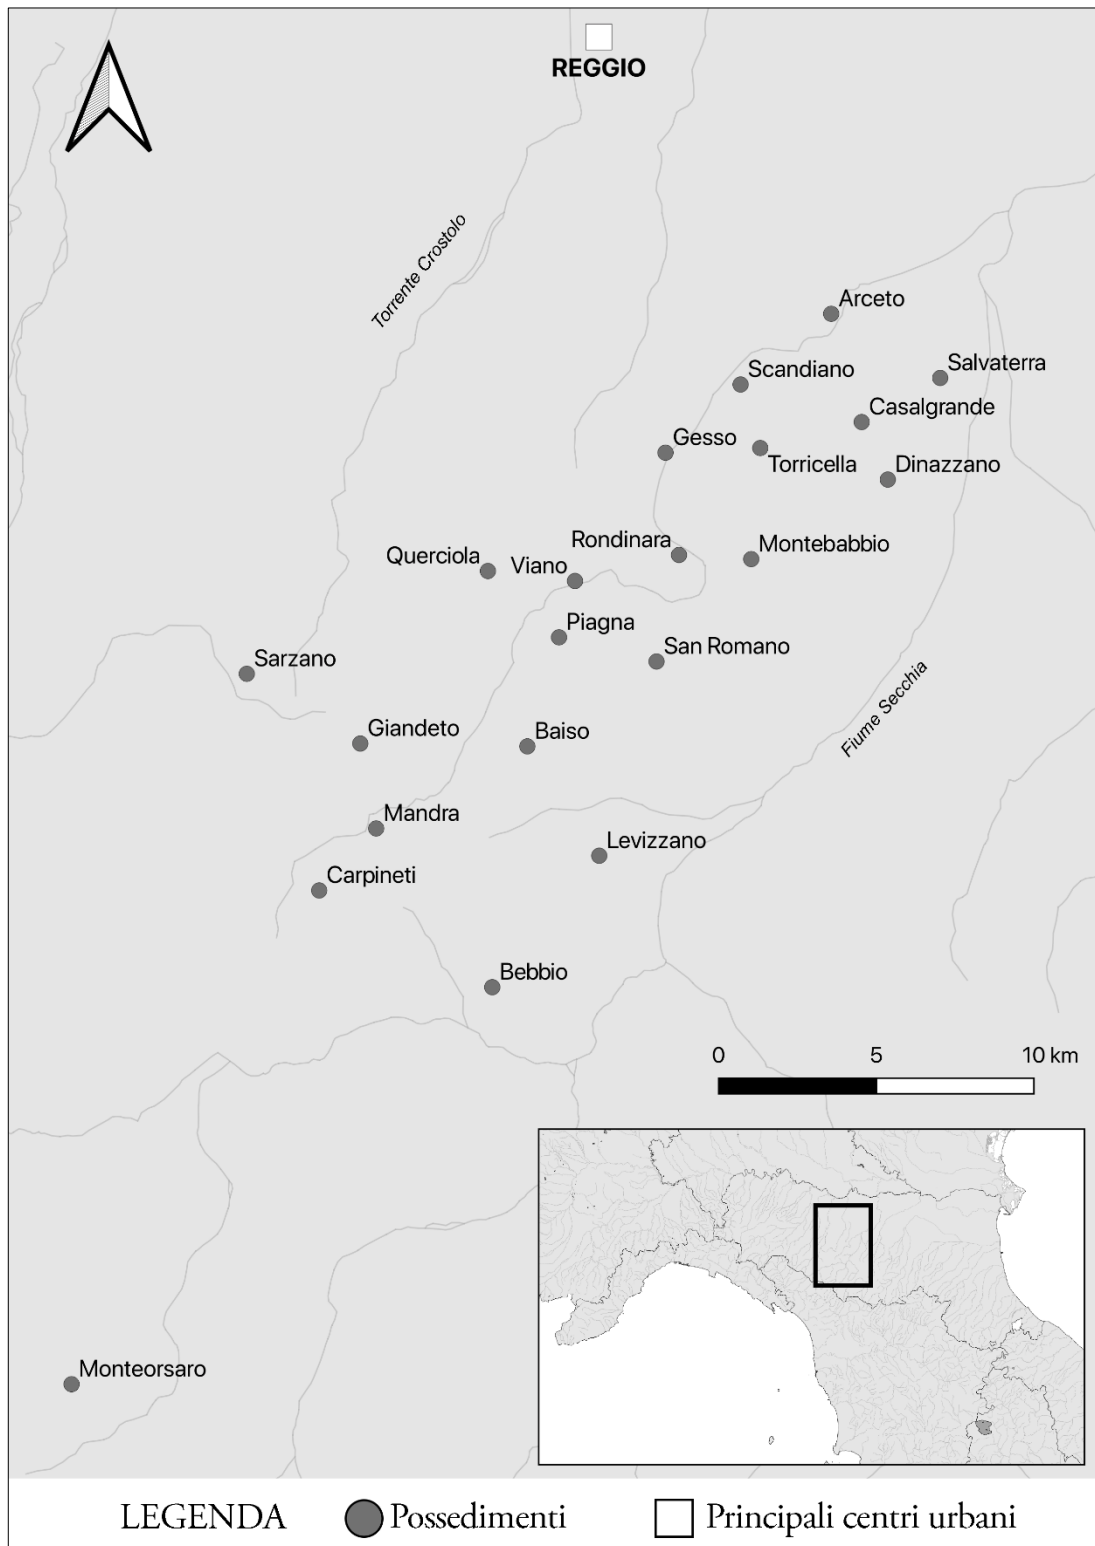 REGGIO
Torrente Crostolo
Arceto
Salvaterra
Scandiano
Casalgrande
Gesso
Torricella
Dinazzano
Rondinara
Montebabbio
Querciola
Viano
Piagna
San Romano
Sarzano
Fiume Secchia
Giandeto
Baiso
Mandra
Levizzano
Carpineti
Bebbio
0 5 10 km
Monteorsaro
LEGENDA Possedimenti Principali centri urbani